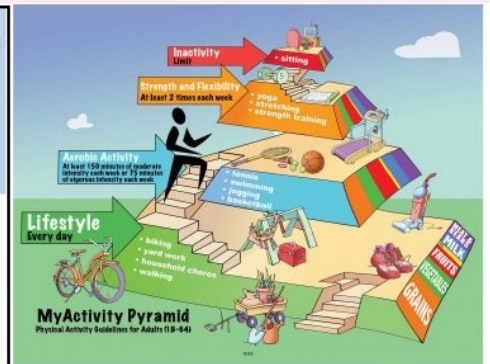 Inactivity
Limit
• sitting
Strength and Flexibility
At least 2 times each week
• yoga
• stretching
• strength training
Aerobic Activity
At least 150 minutes of moderate
intensity each week or 75 minutes
of vigorous intensity each week
• tennis
• swimming
• jogging
• basketball
Lifestyle
Every day
• biking
• yard work
• household chores
• walking
MEALS
MILK
FRUITS
VEGETABLES
GRAINS
MyActivity Pyramid
Physical Activity Guidelines for Adults (18-64)